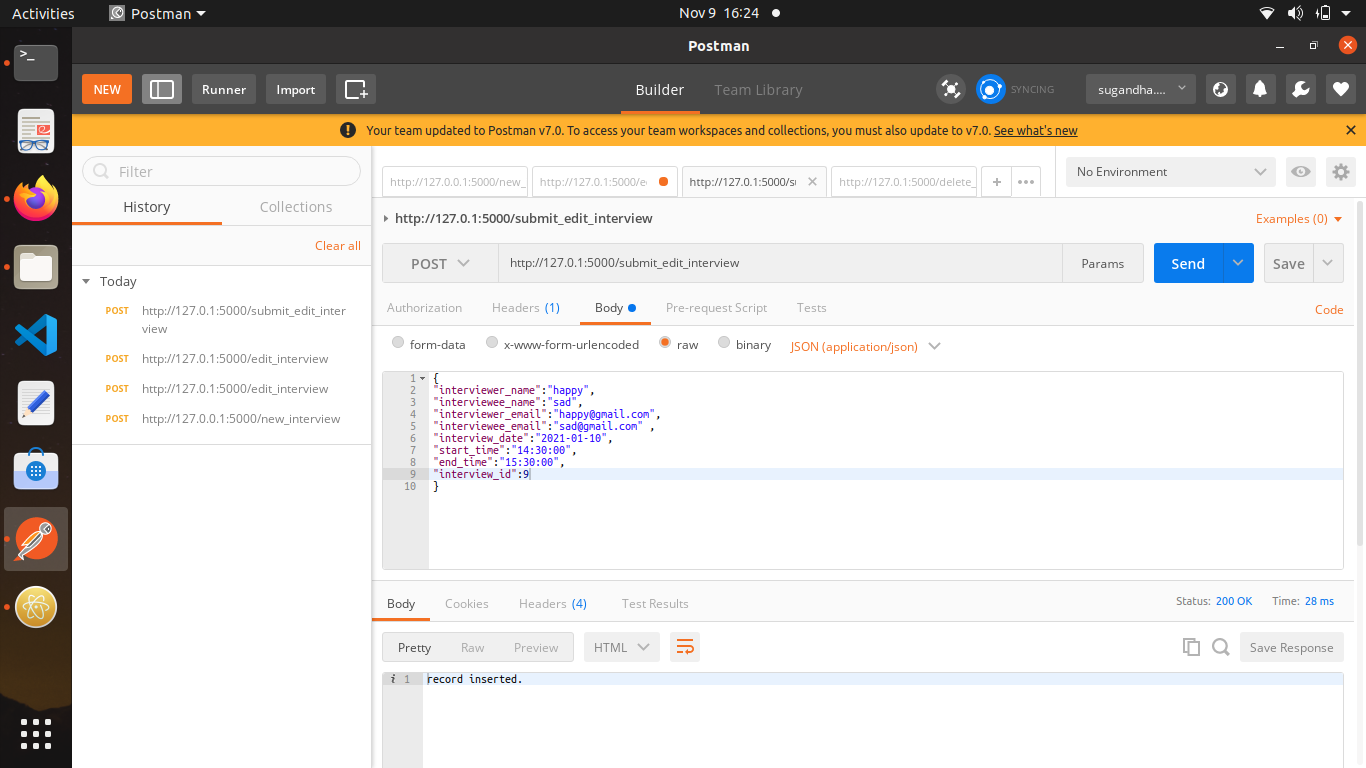 Activities
Postman
Nov 9 16:24
Postman
NEW
Runner
Import
Builder
Team Library
SYNCING
sugandha....
Your team updated to Postman v7.0. To access your team workspaces and collections, you must also update to v7.0. See what's new
Filter
History
Collections
Clear all
Today
POST http://127.0.1:5000/submit_edit_inter
view
POST http://127.0.1:5000/edit_interview
POST http://127.0.1:5000/edit_interview
POST http://127.0.0.1:5000/new_interview
http://127.0.0.1:5000/new_
http://127.0.1:5000/e
http://127.0.1:5000/su
http://127.0.1:5000/delete_
No Environment
http://127.0.1:5000/submit_edit_interview
Examples (0)
POST
http://127.0.1:5000/submit_edit_interview
Params
Send
Save
Authorization
Headers (1)
Body
Pre-request Script
Tests
Code
form-data
x-www-form-urlencoded
raw
binary
JSON (application/json)
1 {
2 "interviewer_name":"happy",
3 "interviewee_name":"sad",
4 "interviewer_email":"happy@gmail.com",
5 "interviewee_email":"sad@gmail.com" ,
6 "interview_date":"2021-01-10",
7 "start_time":"14:30:00",
8 "end_time":"15:30:00",
9 "interview_id":9
10 }
Body
Cookies
Headers (4)
Test Results
Status: 200 OK
Time: 28 ms
Pretty
Raw
Preview
HTML
Save Response
i 1 record inserted.